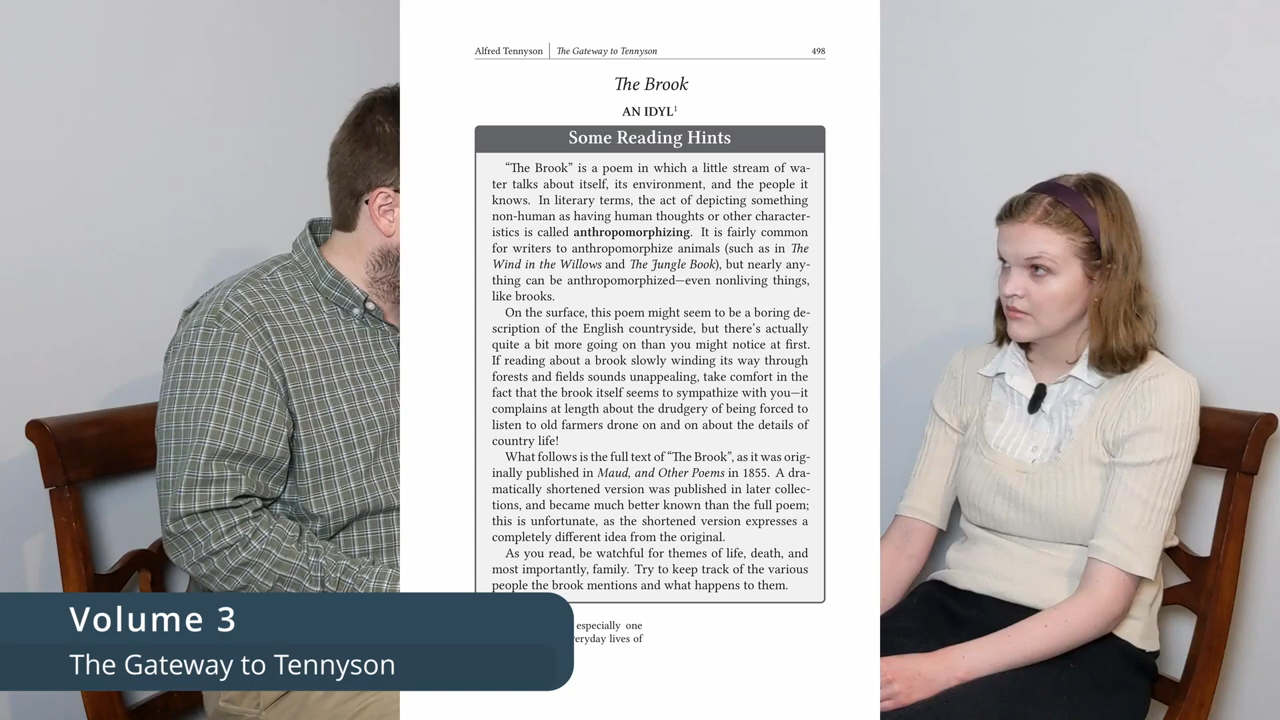 Alfred Tennyson | The Gateway to Tennyson 498
The Brook
AN IDYL¹
Some Reading Hints
“The Brook” is a poem in which a little stream of wa-
ter talks about itself, its environment, and the people it
knows. In literary terms, the act of depicting something
non-human as having human thoughts or other character-
istics is called anthropomorphizing. It is fairly common
for writers to anthropomorphize animals (such as in The
Wind in the Willows and The Jungle Book), but nearly any-
thing can be anthropomorphized—even nonliving things,
like brooks.
On the surface, this poem might seem to be a boring de-
scription of the English countryside, but there’s actually
quite a bit more going on than you might notice at first.
If reading about a brook slowly winding its way through
forests and fields sounds unappealing, take comfort in the
fact that the brook itself seems to sympathize with you—it
complains at length about the drudgery of being forced to
listen to old farmers drone on and on about the details of
country life!
What follows is the full text of “The Brook”, as it was orig-
inally published in Maud, and Other Poems in 1855. A dra-
matically shortened version was published in later collec-
tions, and became much better known than the full poem;
this is unfortunate, as the shortened version expresses a
completely different idea from the original.
As you read, be watchful for themes of life, death, and
most importantly, family. Try to keep track of the various
people the brook mentions and what happens to them.
especially one
lives of
Volume 3
The Gateway to Tennyson